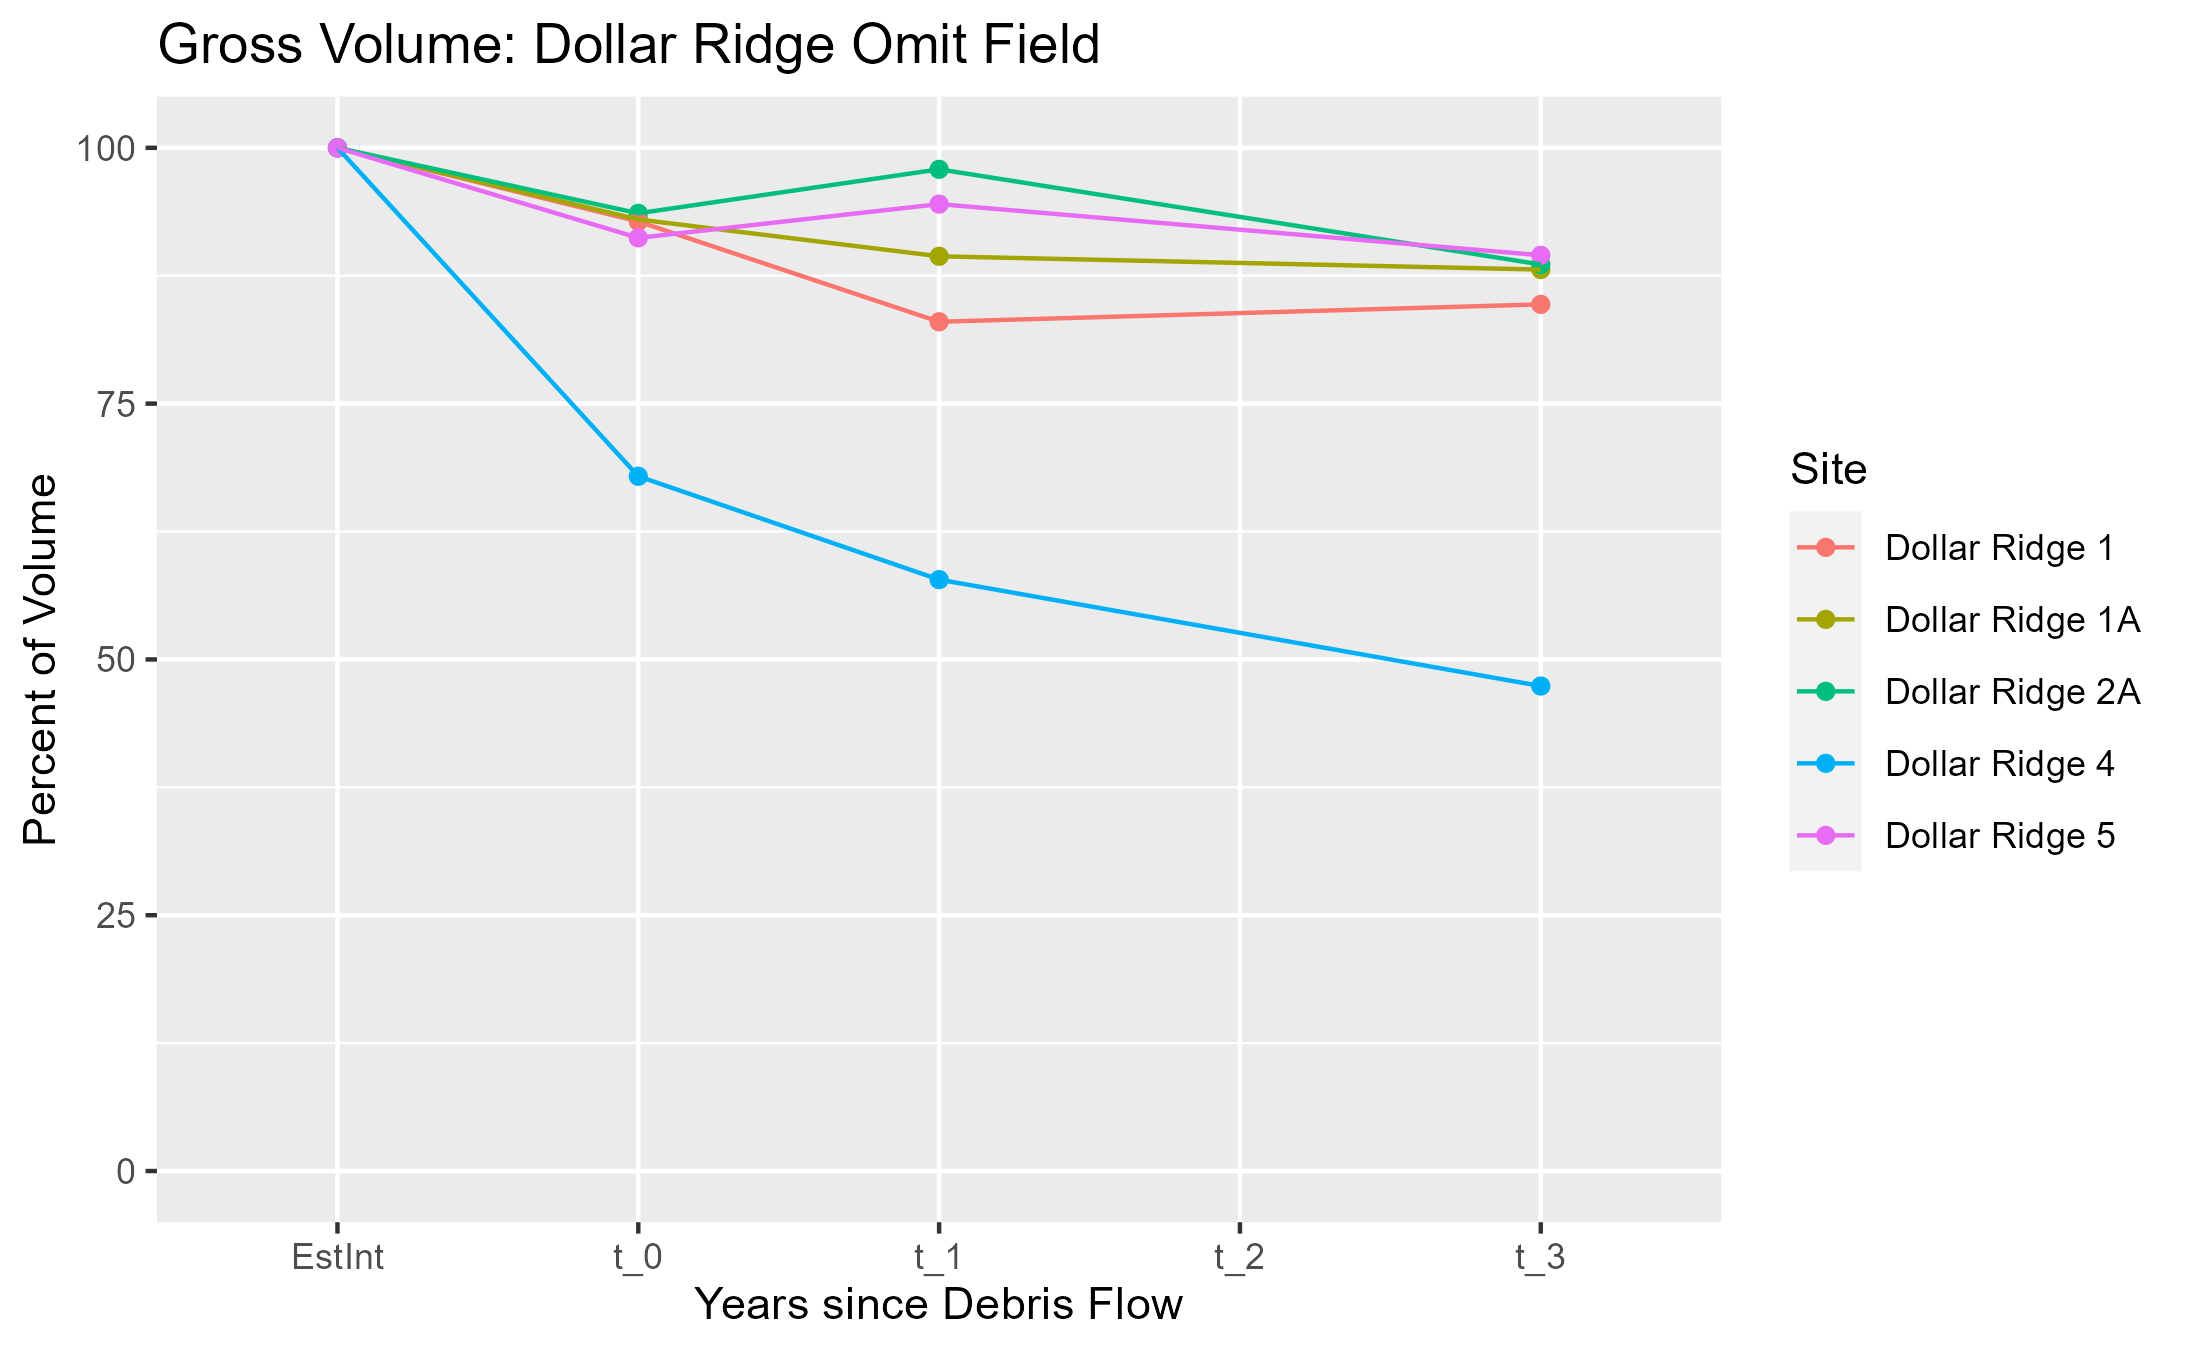 Gross Volume: Dollar Ridge Omit Field
Percent of Volume
100
75
50
25
0
EstInt t_0 t_1 t_2 t_3
Years since Debris Flow
Site
Dollar Ridge 1
Dollar Ridge 1A
Dollar Ridge 2A
Dollar Ridge 4
Dollar Ridge 5